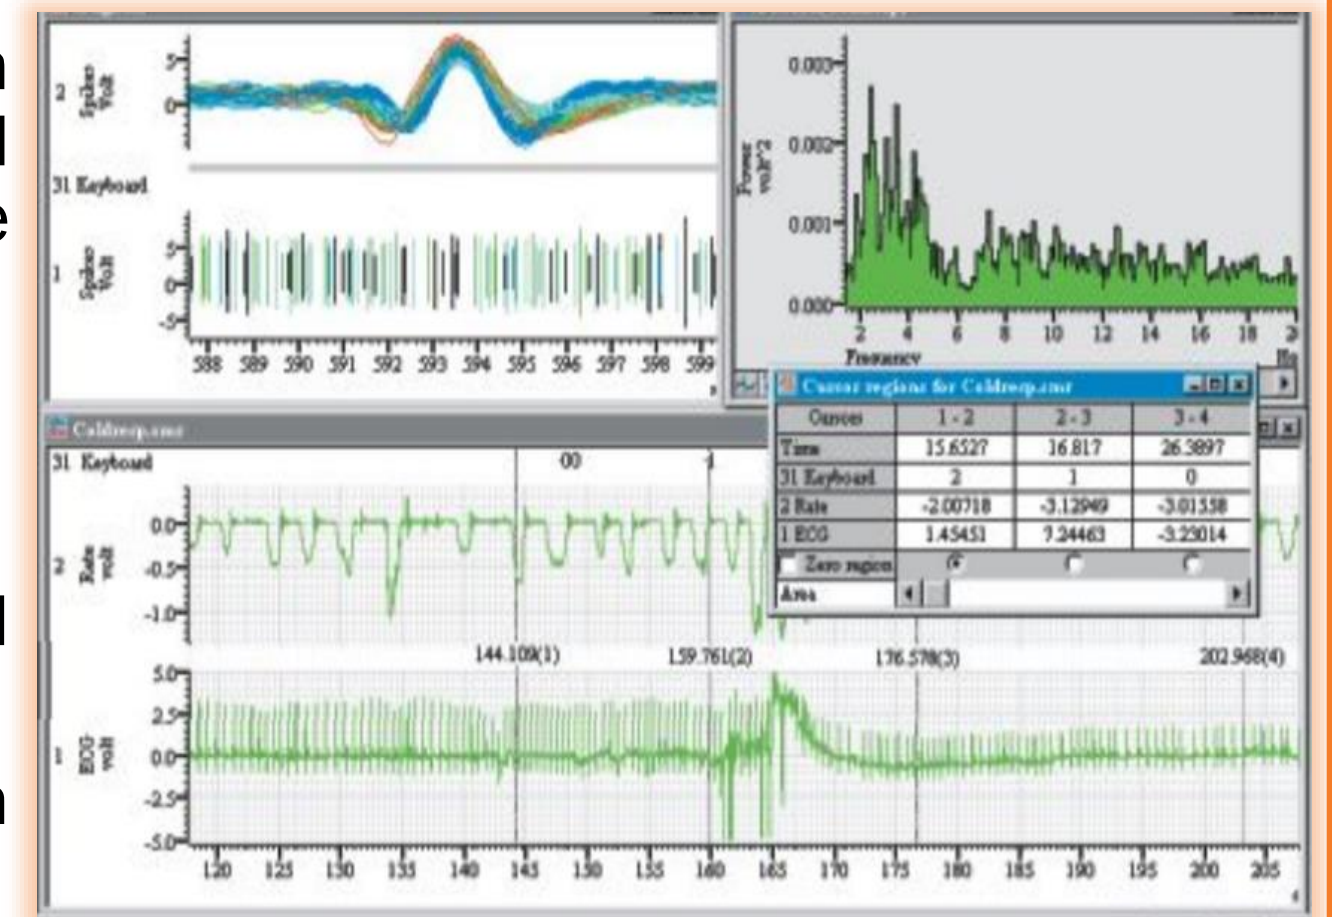 2 Spikes Volt
5
0
31 Keyboard
1 Spikes Volt
5
0
-5
588 589 590 591 592 593 594 595 596 597 598 599
Power volt^2
0.003
0.002
0.001
0.000
2 4 6 8 10 12 14 16 18
Frequency
Cursor regions for Coldresp.smr
Cursors 1 - 2 2 - 3 3 - 4
Time 15.6527 16.817 26.3897
31 Keyboard 2 1 0
2 Rate -2.00718 -3.12949 -3.01558
1 ECG 1.45451 7.24463 -3.23014
Zero region
Area
Coldresp.smr
31 Keyboard 00
2 Rate volt
0.0
-0.5
-1.0
144.109(1) 159.761(2) 176.578(3) 202.968(4)
1 ECG volt
5.0
2.5
0.0
-2.5
-5.0
120 125 130 135 140 145 150 155 160 165 170 175 180 185 190 195 200 205